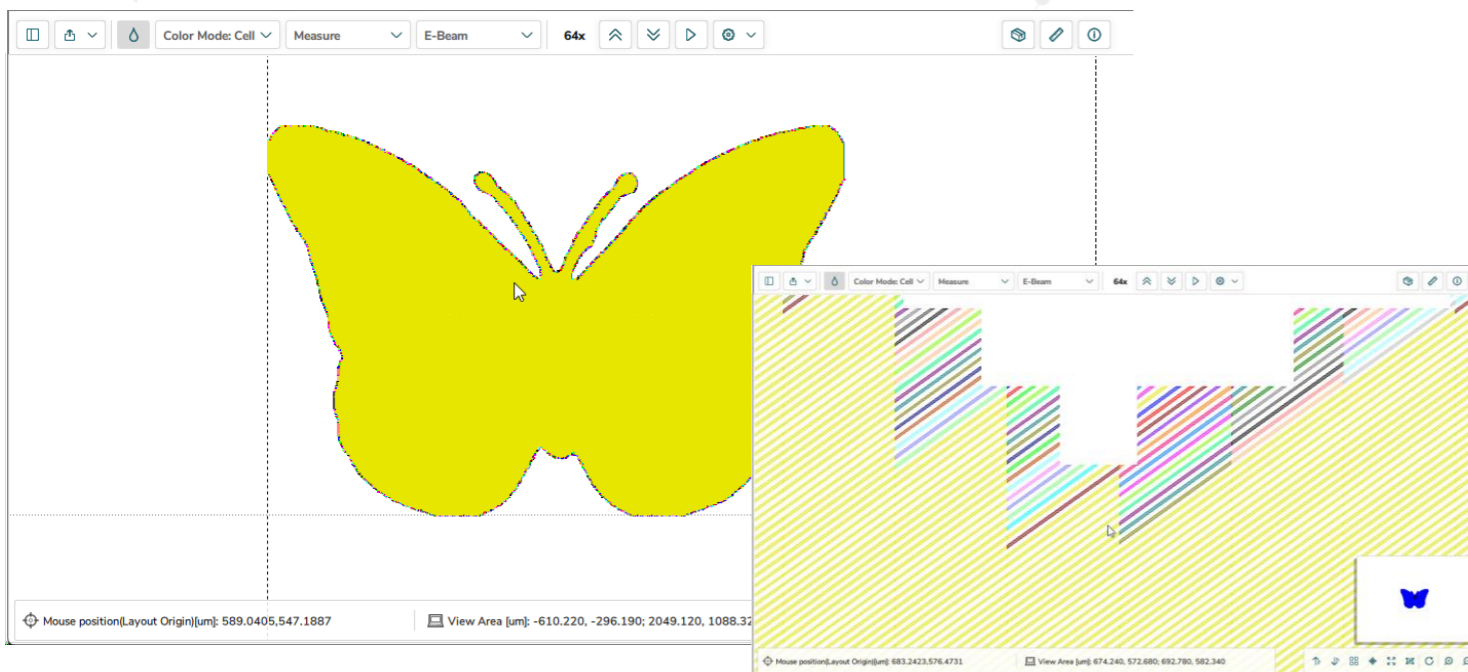 Color Mode: Cell Measure E-Beam 64x
Color Mode: Cell Measure E-Beam 64x
Mouse position(Layout Origin)[um]: 589.0405,547.1887 View Area [um]: -610.220, -296.190; 2049.120, 1088.32
Mouse position(Layout Origin)[um]: 683.2423,576.4731 View Area [um]: 674.240, 572.680; 692.780, 582.340